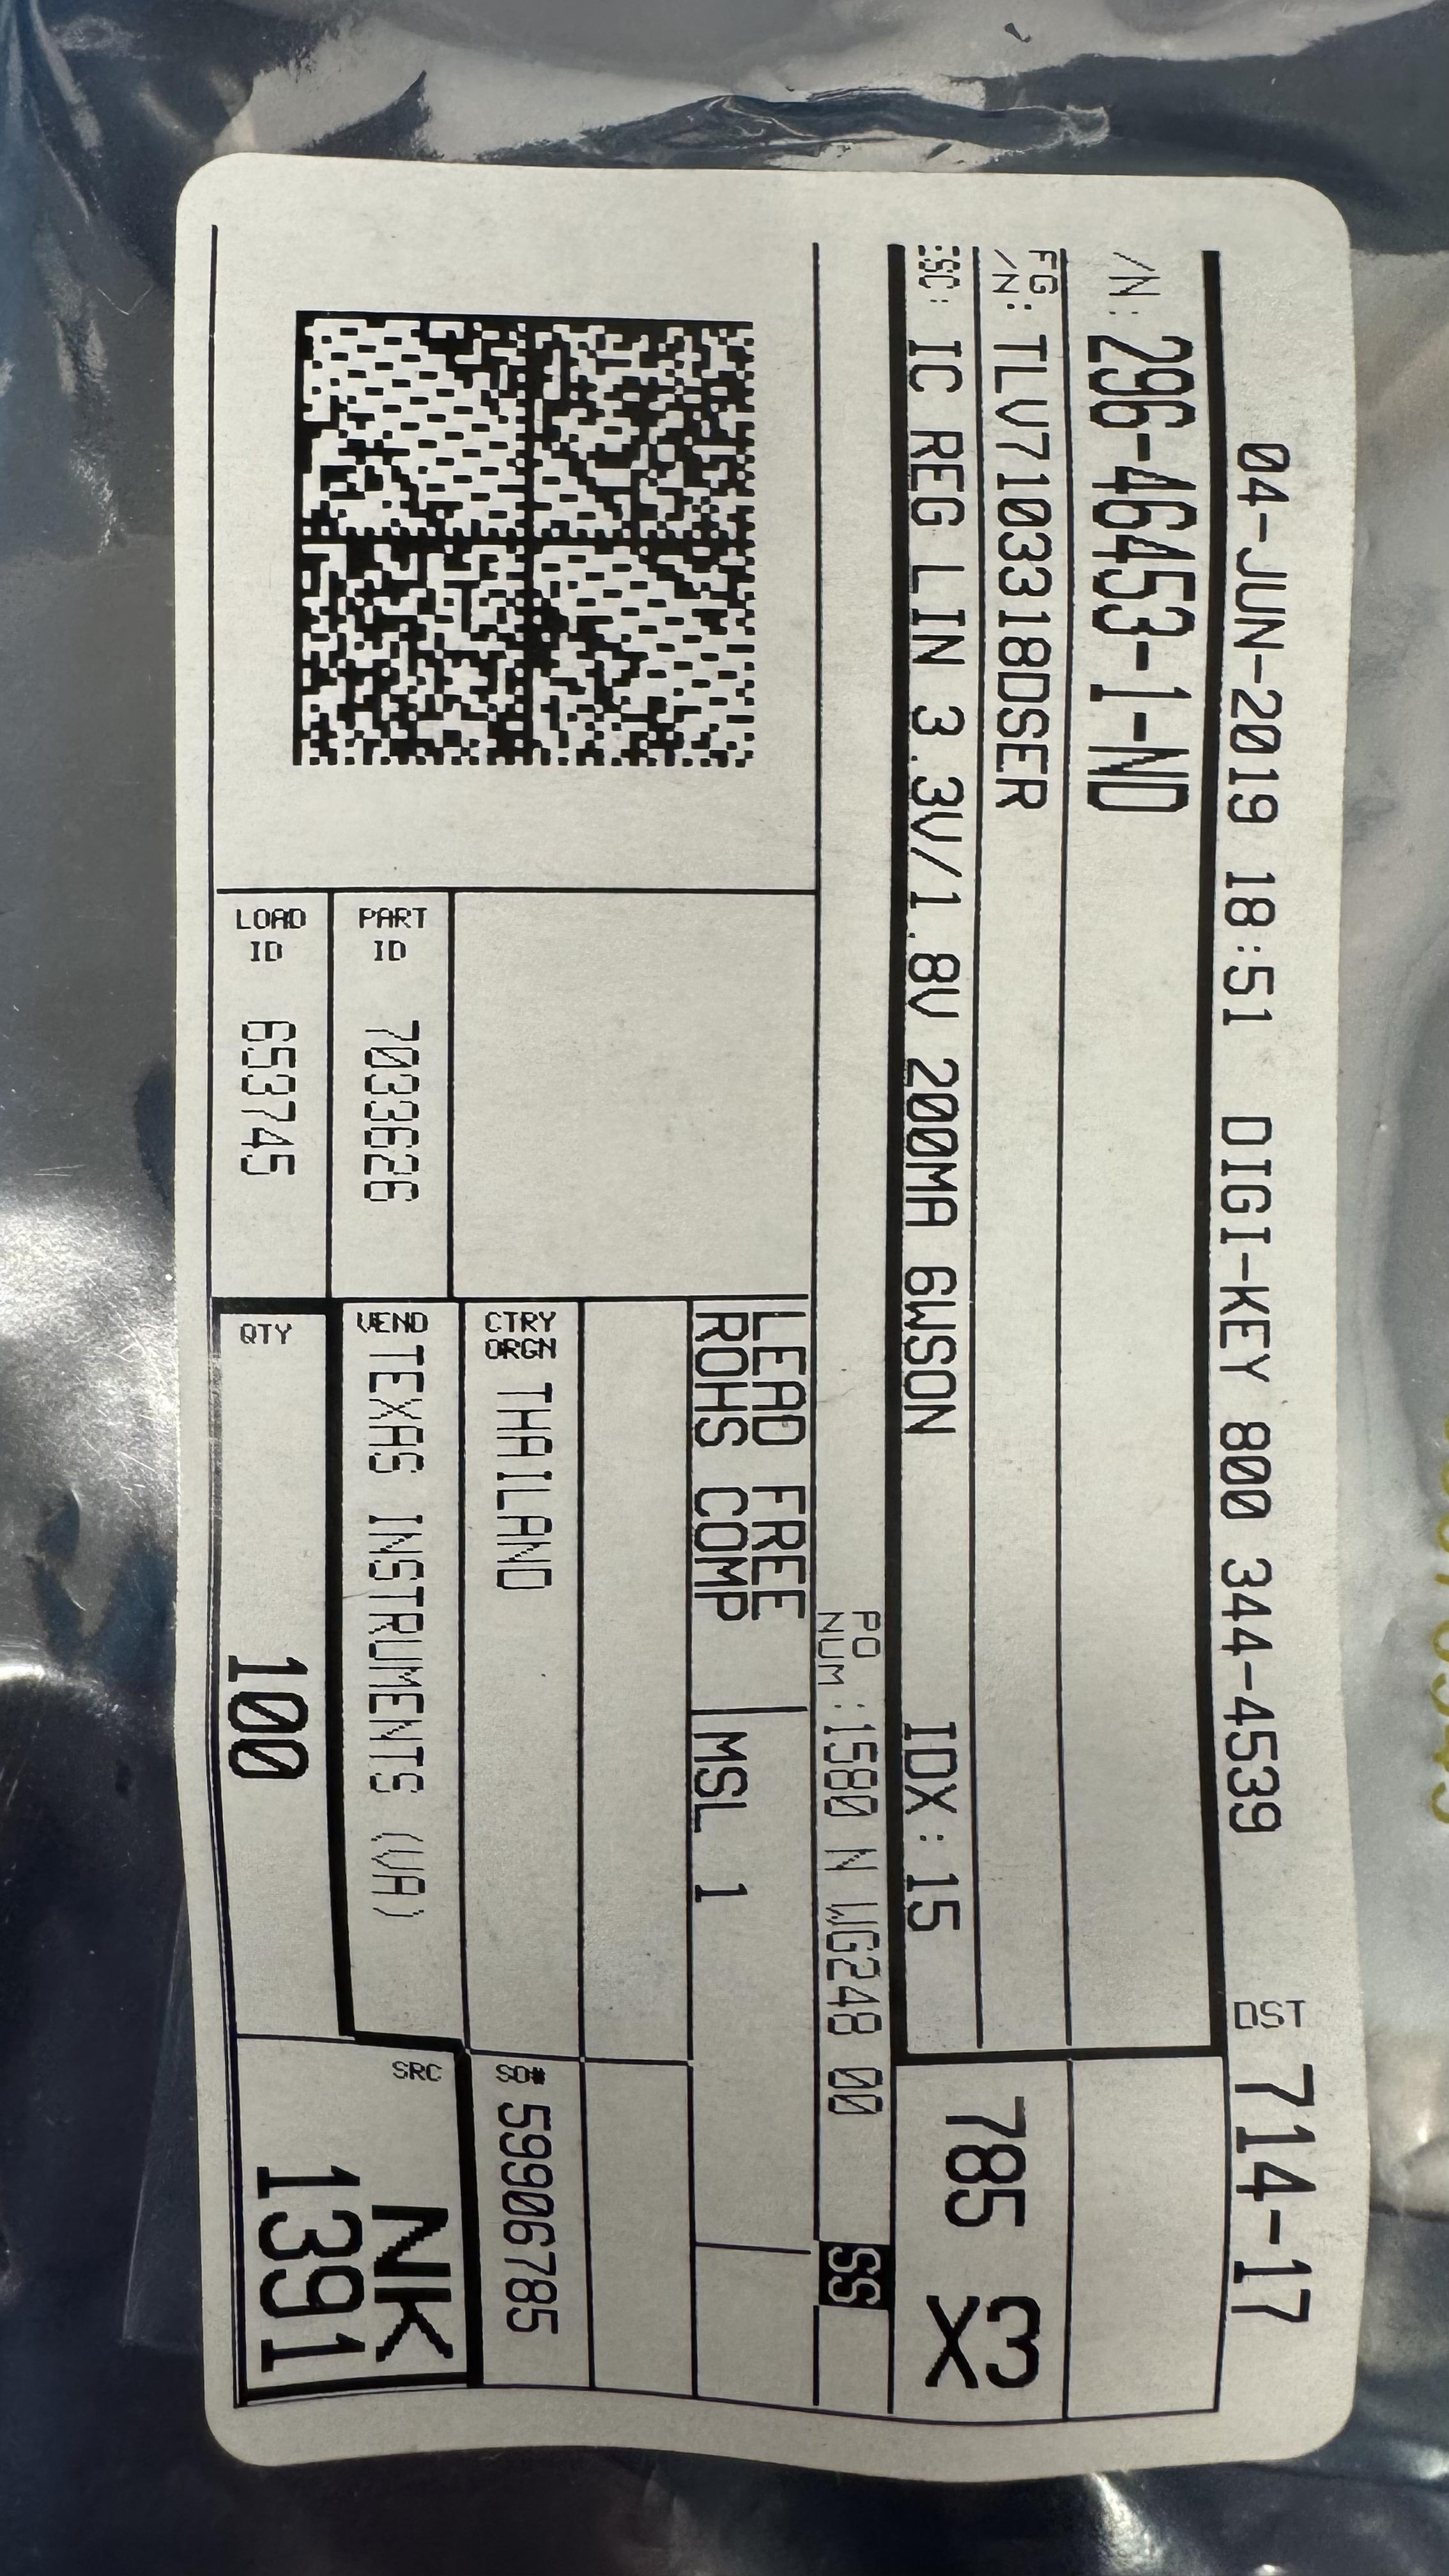 04-JUN-2019 18:51 DIGI-KEY 800 344-4539 DST 714-17
/N: 296-46453-1-ND
FG
/N: TLV7103318DSER
ESC: IC REG LIN 3.3V/1.8V 200MA 6WSON IDX:15
785 X3
PO
NUM :1580 N WG248 00 SS
LEAD FREE
ROHS COMP
MSL 1
CTRY
ORGN THAILAND
SO# 59906785
PART
ID 7033626
VEND TEXAS INSTRUMENTS (VA)
LOAD
ID 653745
QTY 100
SRC NK
1391